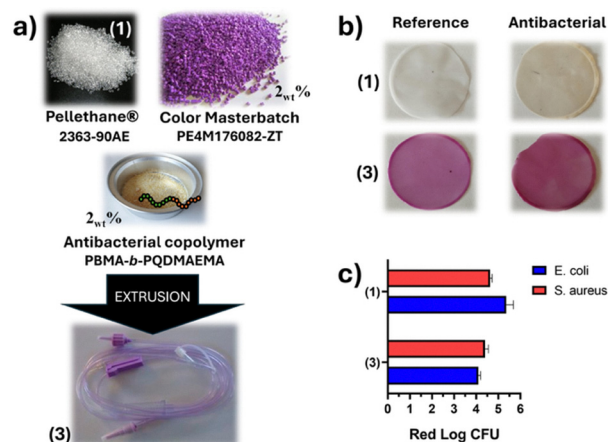 a)
(1)
2wt%
Pellethane®
2363-90AE
Color Masterbatch
PE4M176082-ZT
2wt%
Antibacterial copolymer
PBMA-b-PQDMAEMA
EXTRUSION
(3)
b)
Reference
Antibacterial
(1)
(3)
c)
E. coli
S. aureus
(1)
(3)
0 1 2 3 4 5 6
Red Log CFU